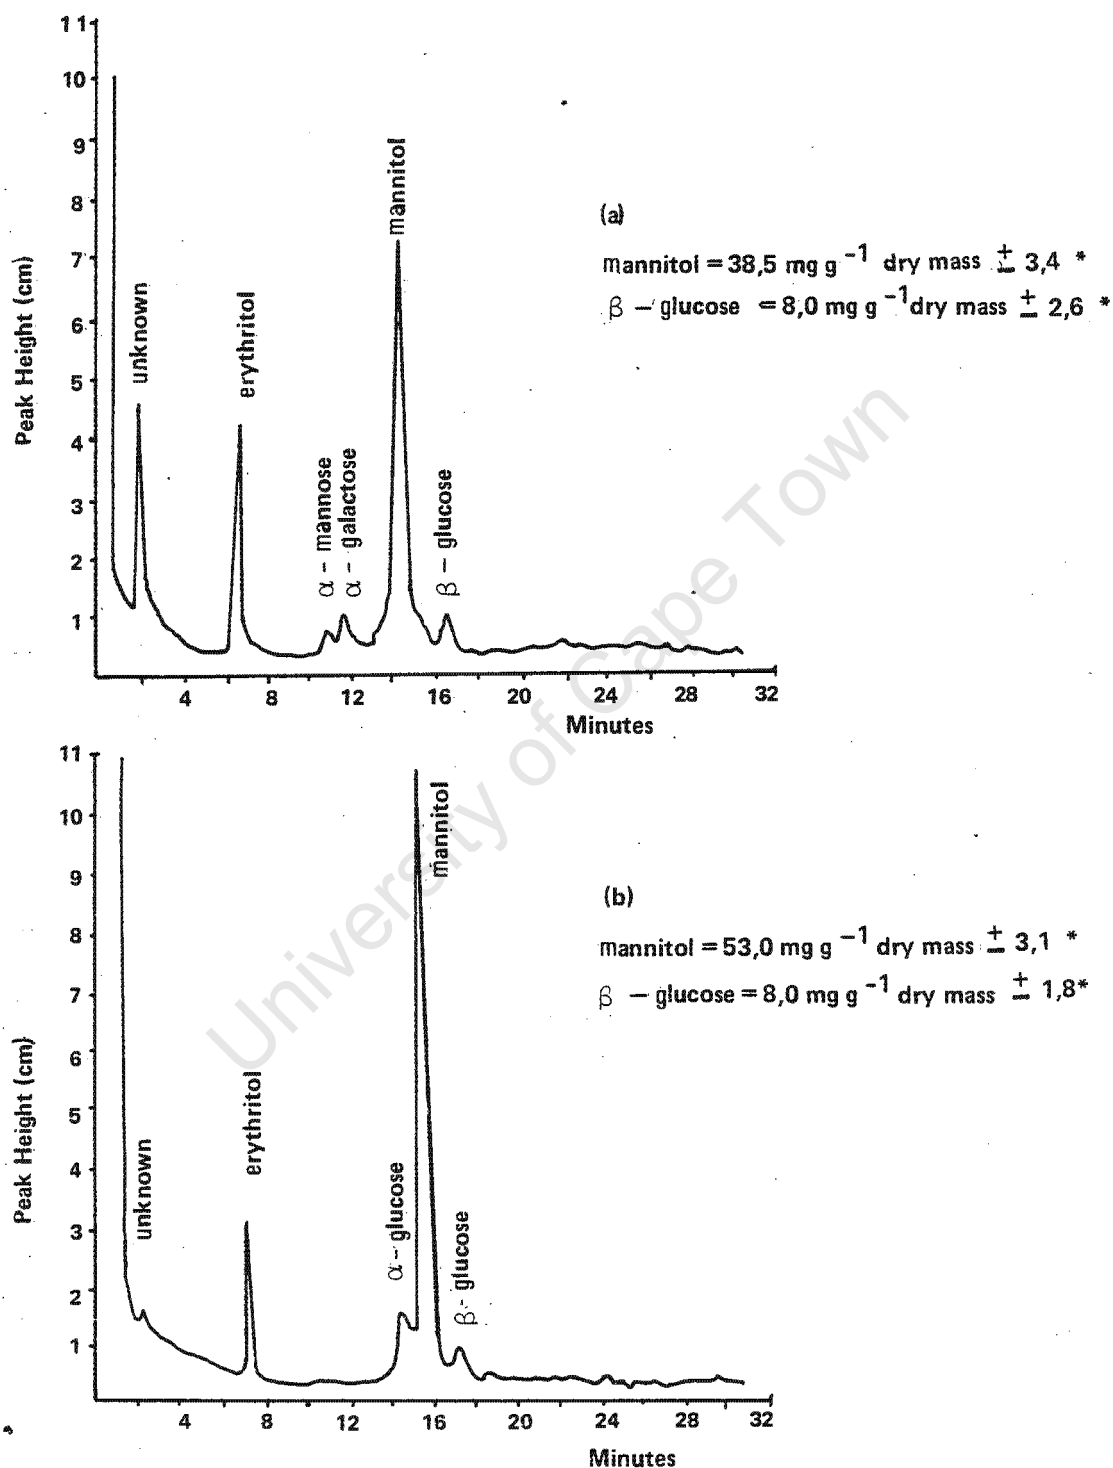 11
10
9
8
7
6
5
4
3
2
1
Peak Height (cm)
unknown
erythritol
α - mannose
α - galactose
mannitol
β - glucose
4 8 12 16 20 24 28 32
Minutes
(a)
mannitol = 38,5 mg g⁻¹ dry mass ± 3,4 *
β - glucose = 8,0 mg g⁻¹ dry mass ± 2,6 *
University of Cape Town
11
10
9
8
7
6
5
4
3
2
1
Peak Height (cm)
unknown
erythritol
α - glucose
mannitol
β - glucose
4 8 12 16 20 24 28 32
Minutes
(b)
mannitol = 53,0 mg g⁻¹ dry mass ± 3,1 *
β - glucose = 8,0 mg g⁻¹ dry mass ± 1,8*